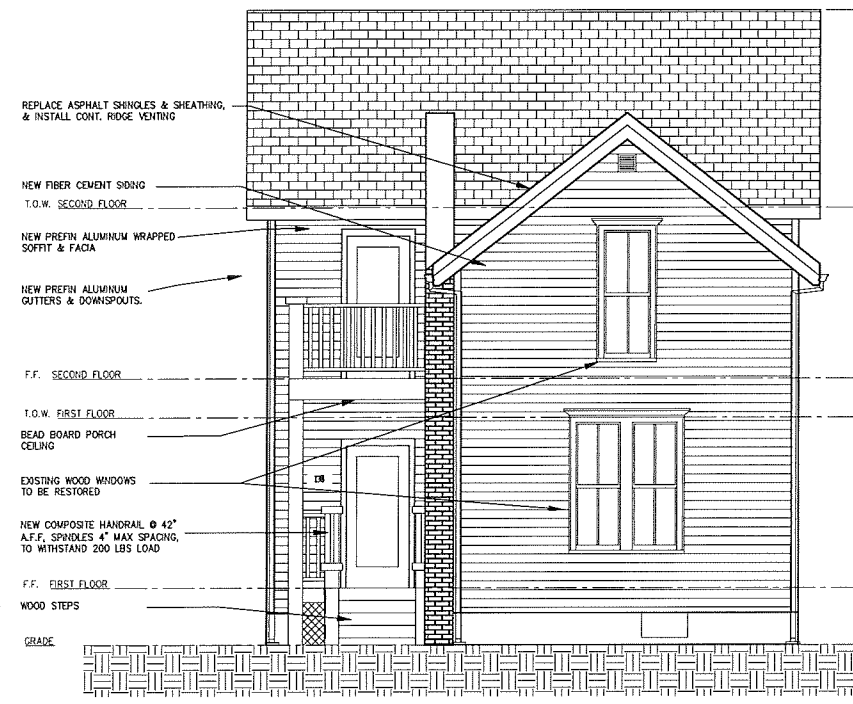 REPLACE ASPHALT SHINGLES & SHEATHING,
& INSTALL CONT. RIDGE VENTING
NEW FIBER CEMENT SIDING
T.O.W. SECOND FLOOR
NEW PREFIN ALUMINUM WRAPPED
SOFFIT & FACIA
NEW PREFIN ALUMINUM
GUTTERS & DOWNSPOUTS.
F.F. SECOND FLOOR
T.O.W. FIRST FLOOR
BEAD BOARD PORCH
CEILING
EXISTING WOOD WINDOWS
TO BE RESTORED
NEW COMPOSITE HANDRAIL @ 42"
A.F.F, SPINDLES 4" MAX SPACING,
TO WITHSTAND 200 LBS LOAD
F.F. FIRST FLOOR
WOOD STEPS
GRADE